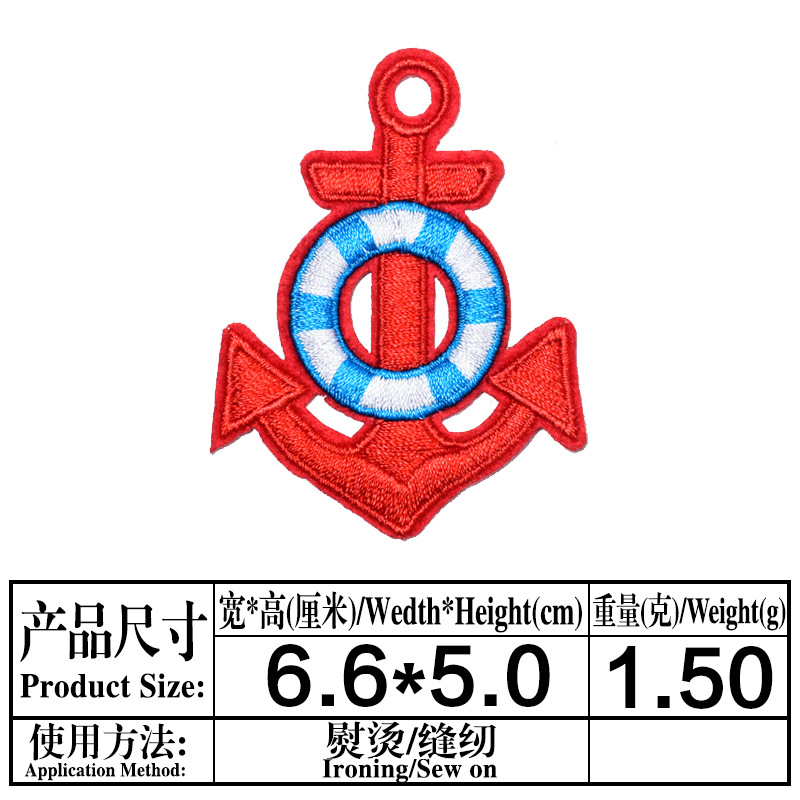 产品尺寸
Product Size:
宽*高(厘米)/Wedth*Height(cm)
重量(克)/Weight(g)
6.6*5.0
1.50
使用方法:
Application Method:
熨烫/缝纫
Ironing/Sew on